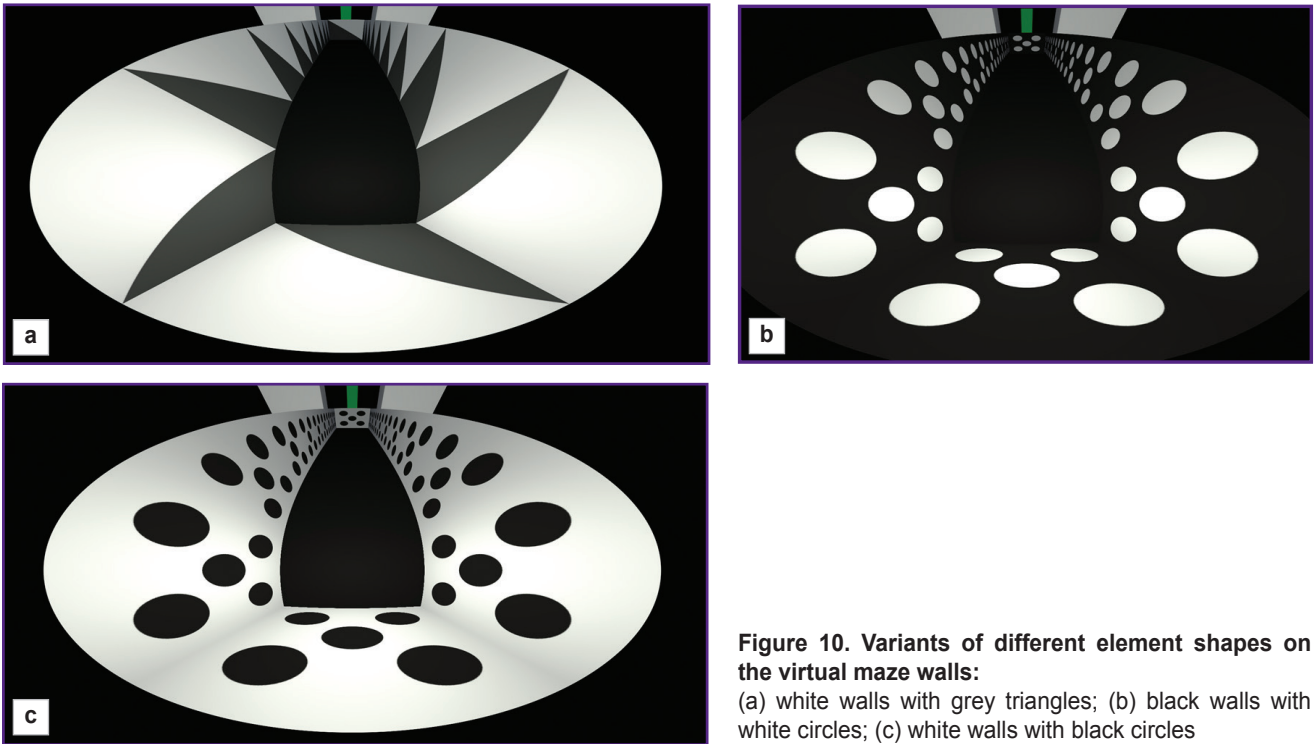 a
b
c
Figure 10. Variants of different element shapes on
the virtual maze walls:
(a) white walls with grey triangles; (b) black walls with
white circles; (c) white walls with black circles